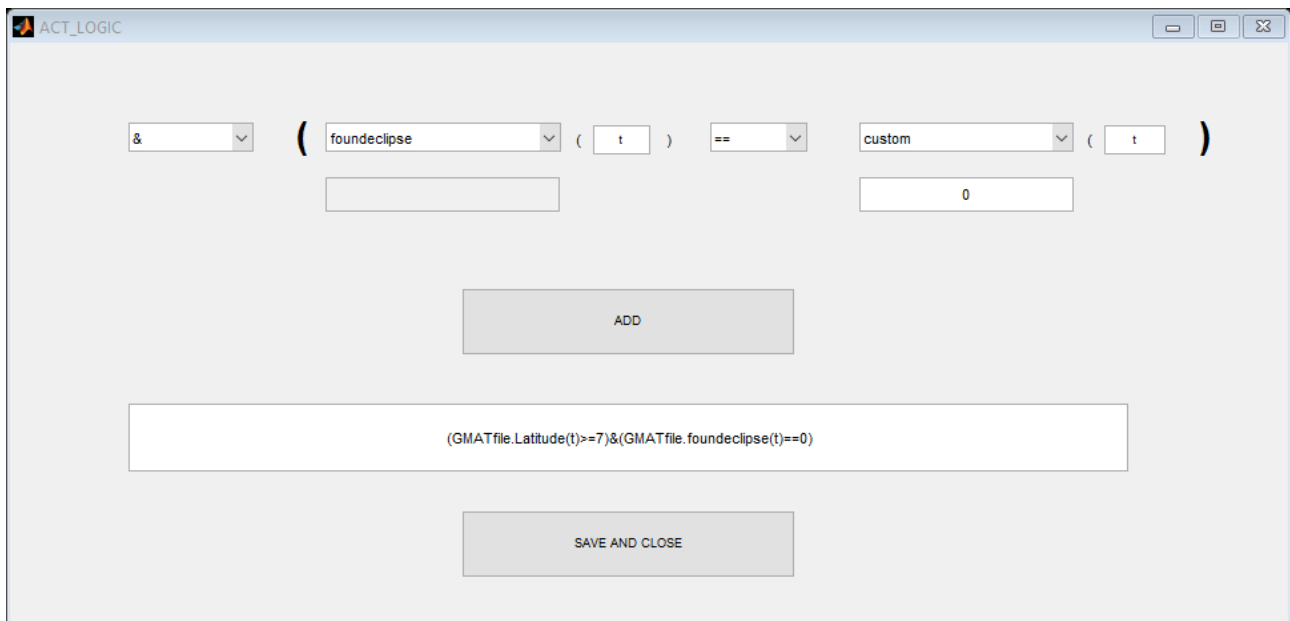 ACT_LOGIC
& ( foundeclipse ( t ) == custom ( t )
0
ADD
(GMATfile.Latitude(t)>=7)&(GMATfile.foundeclipse(t)==0)
SAVE AND CLOSE